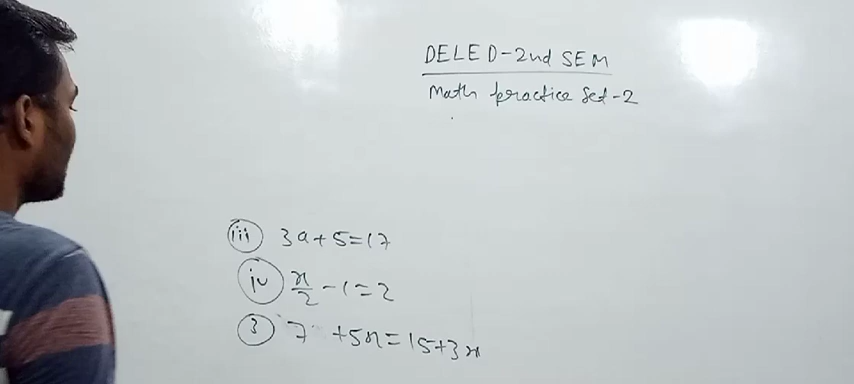 DELED-2nd SEM
Math practice Set-2
(iii) 3a+5=17
(iv) x/2 -1=2
(3) 7 +5x=15+3x